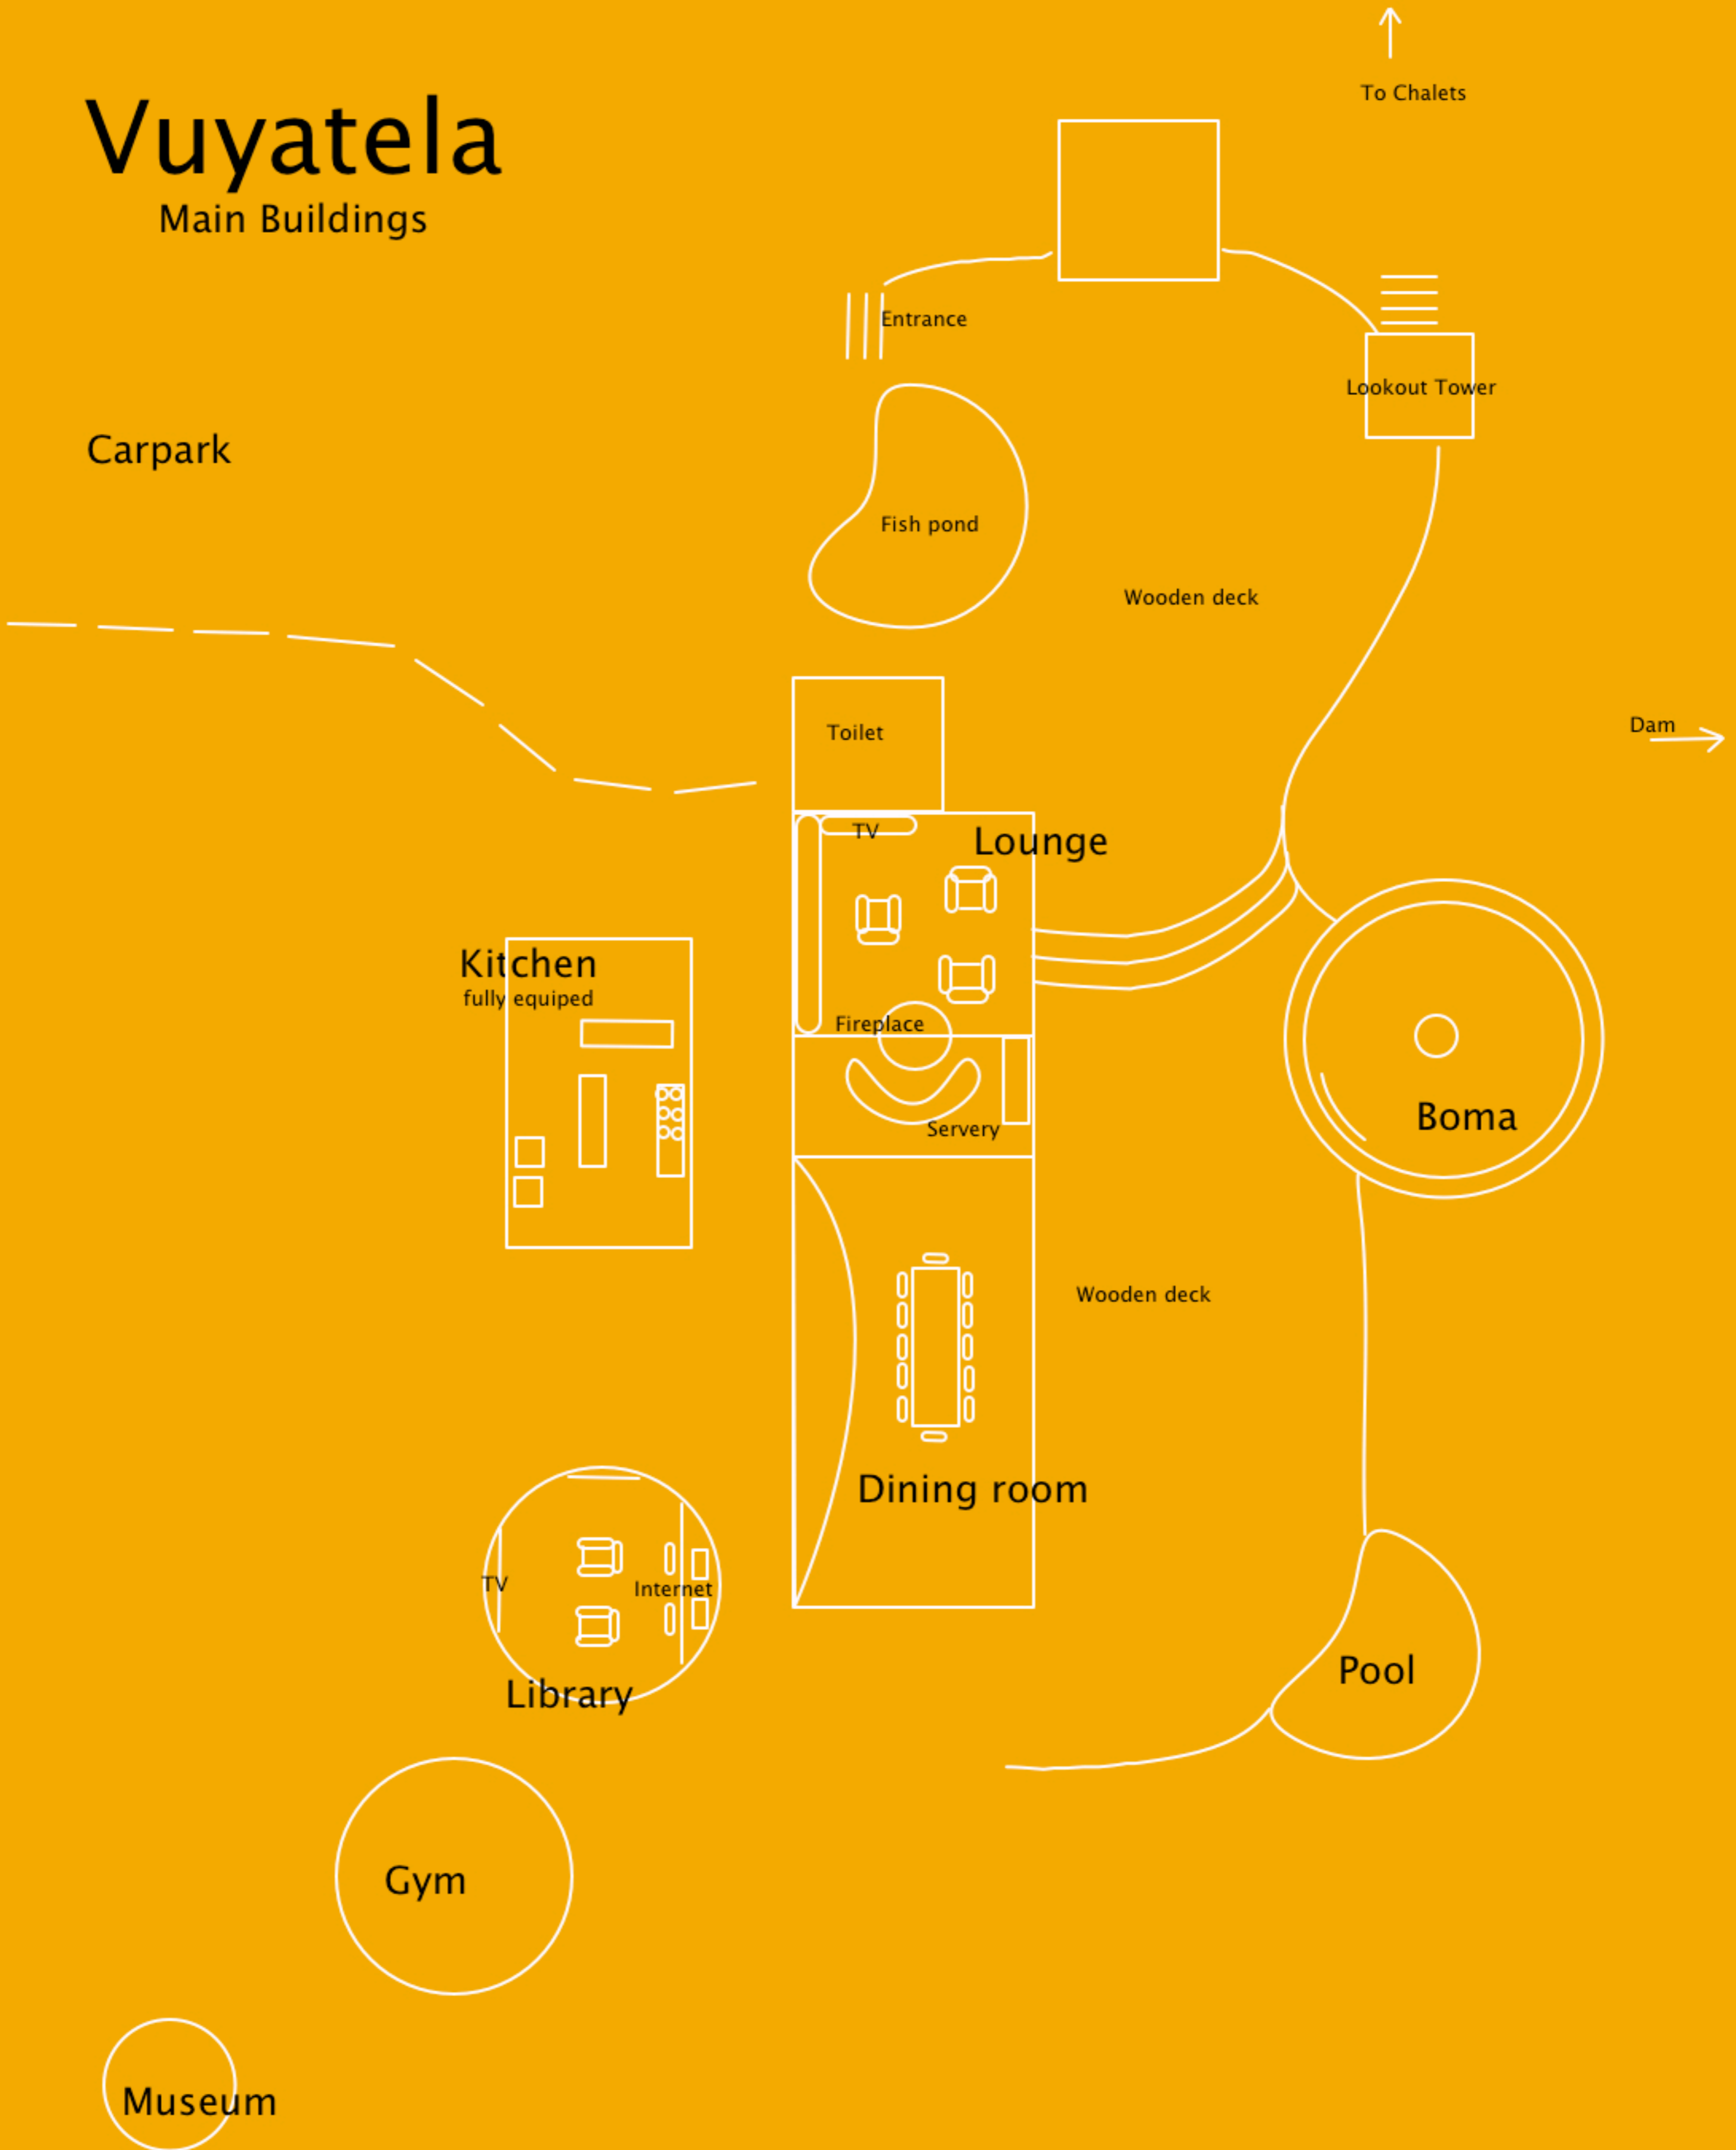 To Chalets
Vuyatela
Main Buildings
Entrance
Lookout Tower
Carpark
Fish pond
Wooden deck
Dam
Toilet
TV
Lounge
Kitchen
fully equiped
Fireplace
Boma
Servery
Wooden deck
Dining room
TV
Internet
Pool
Library
Gym
Museum